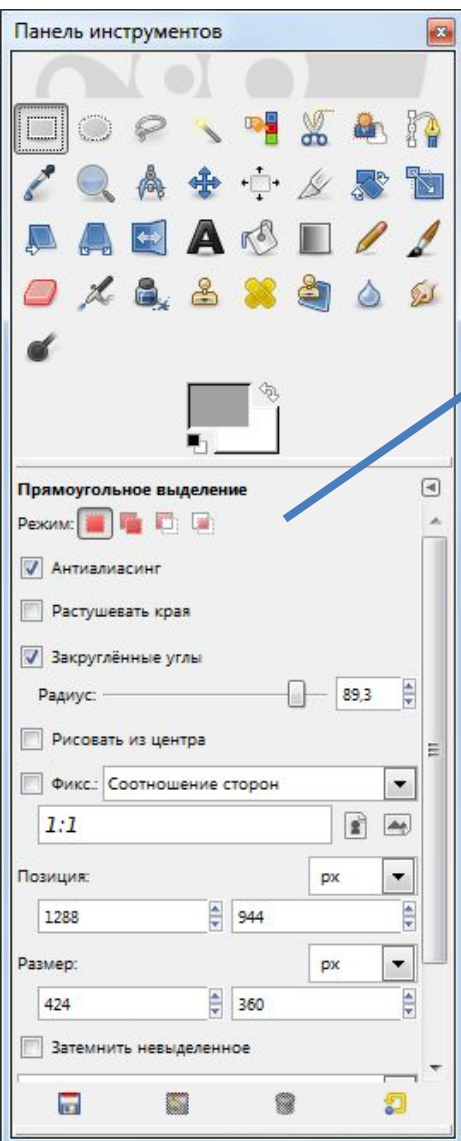 Панель инструментов
Прямоугольное выделение
Режим:
Антиалиасинг
Растушевать края
Закруглённые углы
Радиус: 89,3
Рисовать из центра
Фикс.: Соотношение сторон
1:1
Позиция: px
1288 944
Размер: px
424 360
Затемнить невыделенное